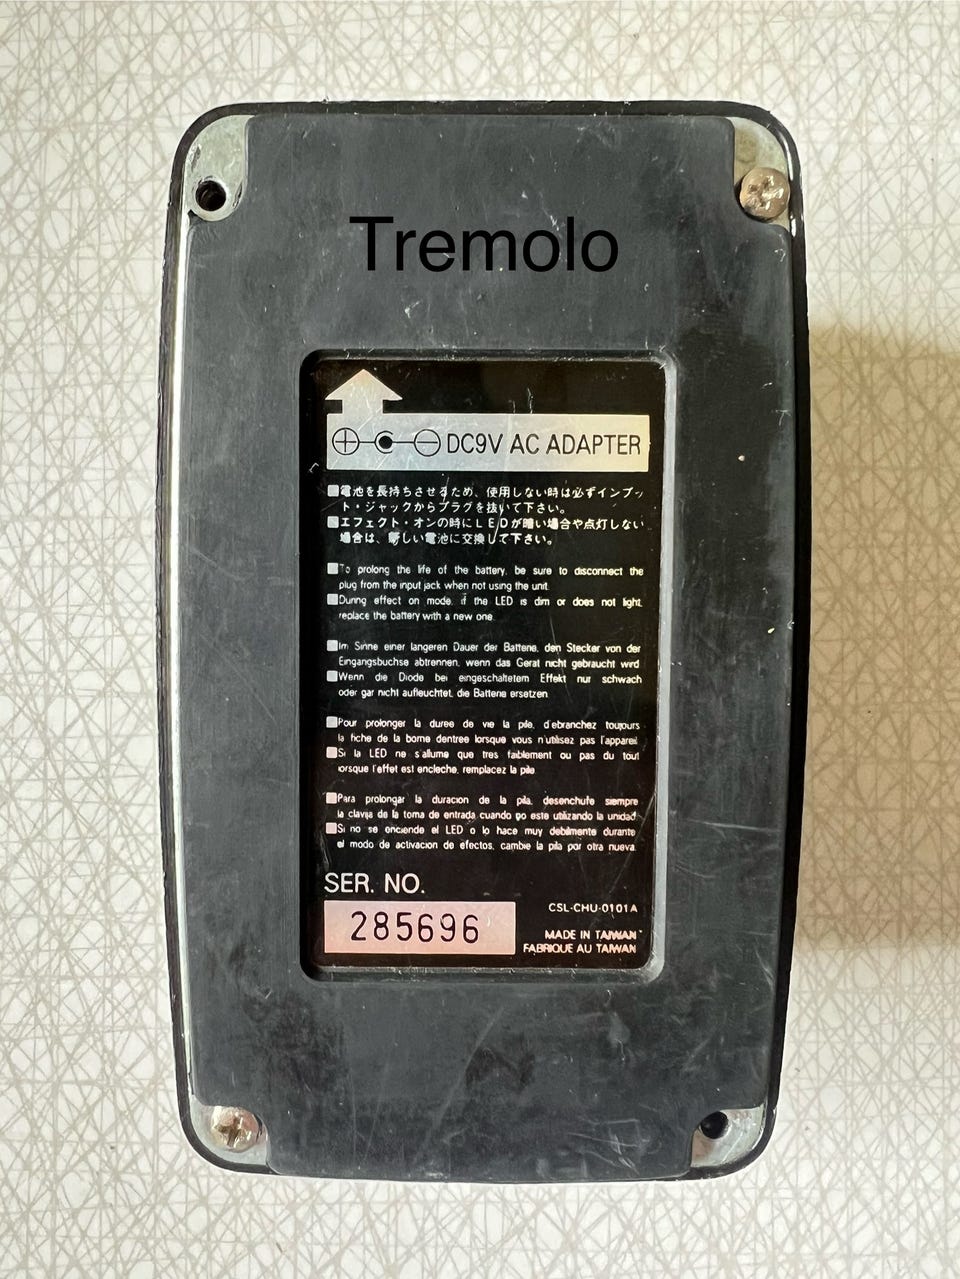 Tremolo
DC9V AC ADAPTER
■電池を長持ちさせるため、使用しない時は必ずインプッ
ト・ジャックからプラグを抜いて下さい。
■エフェクト・オンの時にＬＥＤが暗い場合や点灯しない
場合は、新しい電池に交換して下さい。
■To prolong the life of the battery, be sure to disconnect the
plug from the input jack when not using the unit.
■During effect on mode, if the LED is dim or does not light,
replace the battery with a new one.
■Im Sinne einer langeren Dauer der Batterie, den Stecker von der
Eingangsbuchse abtrennen, wenn das Gerat nicht gebraucht wird.
■Wenn die Diode bei eingeschaltetem Effekt nur schwach
oder gar nicht aufleuchtet, die Batterie ersetzen.
■Pour prolonger la duree de vie la pile, d'ebranchez toujours
la fiche de la borne dentree lorsque vous n'utilisez pas l'appareil.
■Si la LED ne s'allume que tres faiblement ou pas du tout
lorsque l'effet est encleche, remplacez la pile.
■Para prolongar la duracion de la pila, desenchufe siempre
la clavija de la toma de entrada cuando no este utilizando la unidad.
■Si no se enciende el LED o lo hace muy debilmente durante
el modo de activacion de efectos, cambie la pila por otra nueva.
SER. NO.
285696
CSL-CHU-0101A
MADE IN TAIWAN
FABRIQUE AU TAIWAN